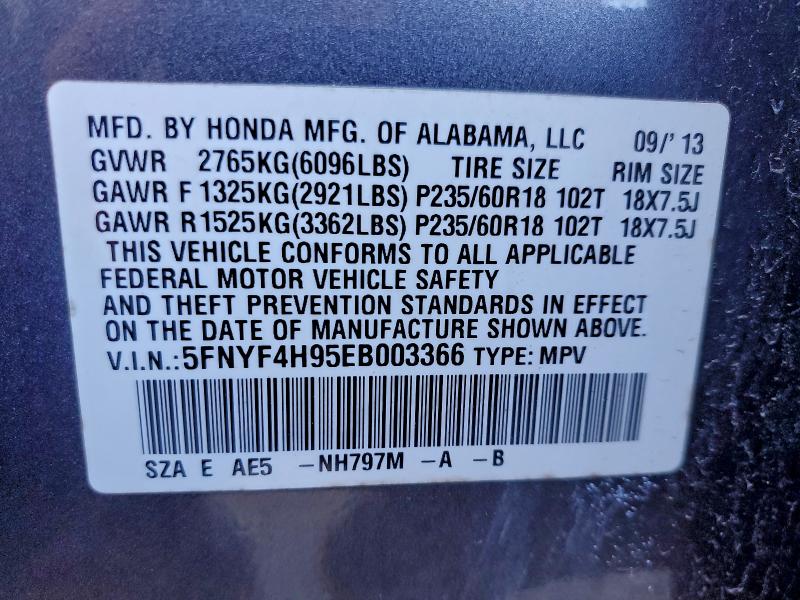 MFD. BY HONDA MFG. OF ALABAMA, LLC 09/'13
GVWR 2765KG(6096LBS) TIRE SIZE RIM SIZE
GAWR F 1325KG(2921LBS) P235/60R18 102T 18X7.5J
GAWR R1525KG(3362LBS) P235/60R18 102T 18X7.5J
THIS VEHICLE CONFORMS TO ALL APPLICABLE
FEDERAL MOTOR VEHICLE SAFETY
AND THEFT PREVENTION STANDARDS IN EFFECT
ON THE DATE OF MANUFACTURE SHOWN ABOVE.
V.I.N.: 5FNYF4H95EB003366 TYPE: MPV
SZA E AE5 -NH797M -A -B